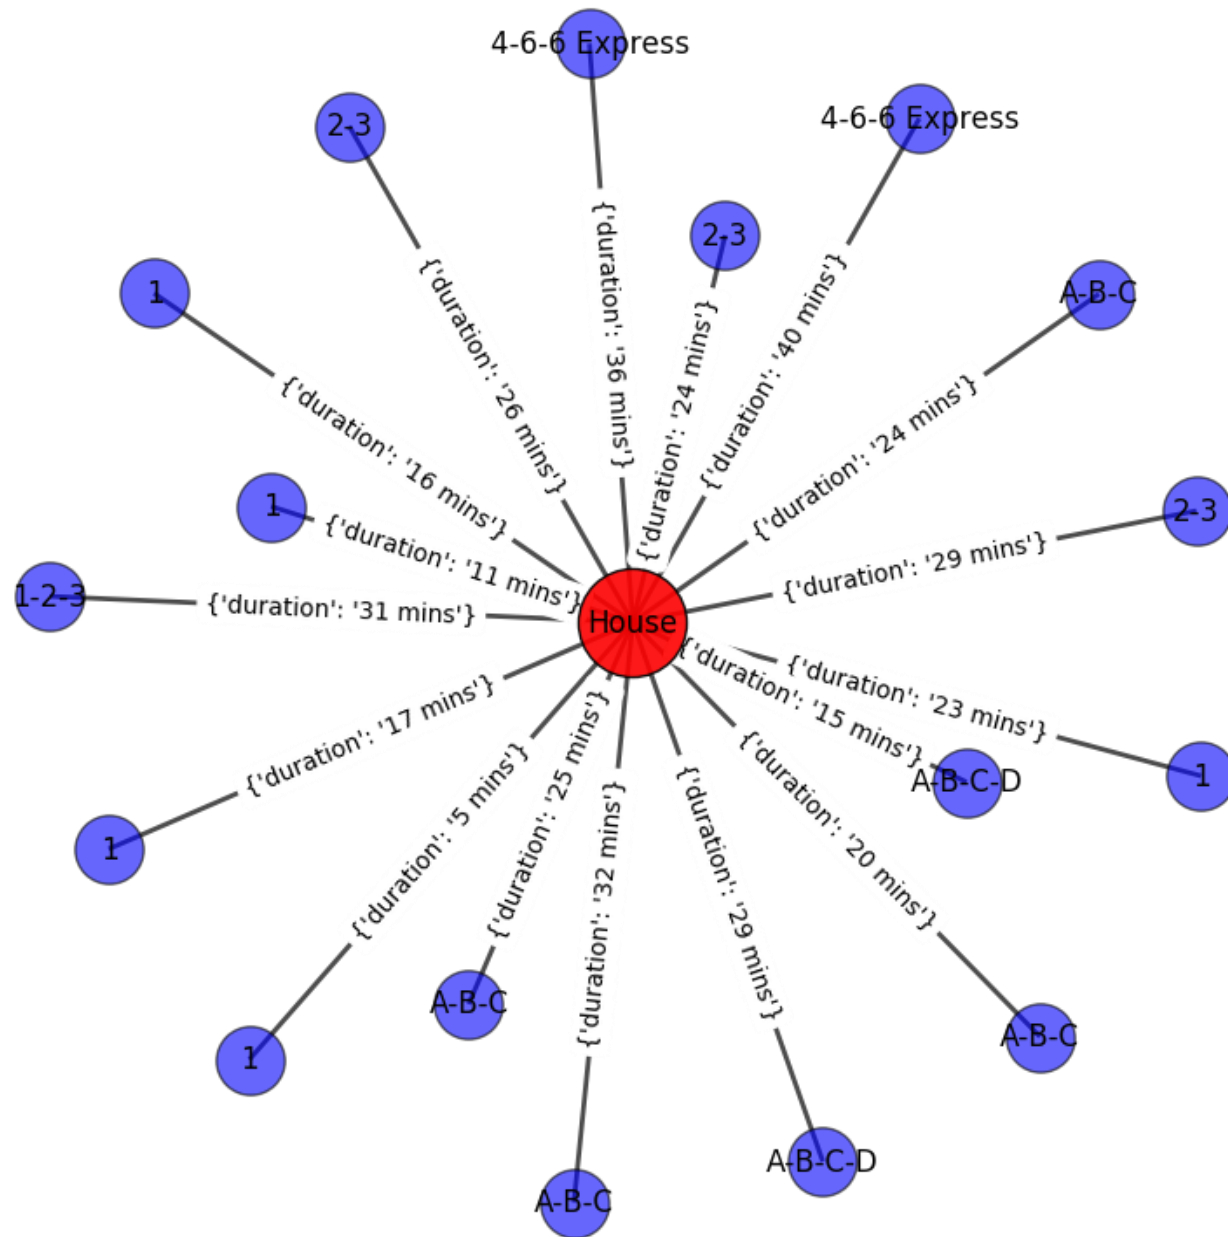 4-6-6 Express
4-6-6 Express
2-3
2-3
A-B-C
1
{'duration': '36 mins'}
{'duration': '26 mins'}
{'duration': '24 mins'}
{'duration': '40 mins'}
{'duration': '24 mins'}
{'duration': '16 mins'}
1
2-3
{'duration': '11 mins'}
{'duration': '29 mins'}
1-2-3
{'duration': '31 mins'}
House
{'duration': '17 mins'}
{'duration': '15 mins'}
{'duration': '23 mins'}
1
A-B-C-D
{'duration': '5 mins'}
{'duration': '25 mins'}
{'duration': '32 mins'}
{'duration': '29 mins'}
{'duration': '20 mins'}
1
A-B-C
A-B-C
1
A-B-C-D
A-B-C